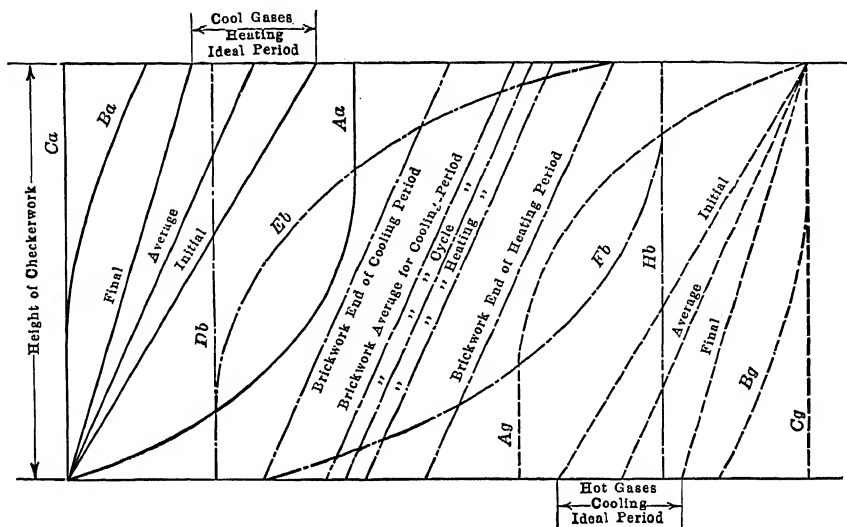 Cool Gases
Heating
Ideal Period
Height of Checkerwork
Ca
Ba
Final
Average
Initial
Db
Aa
Eb
Brickwork End of Cooling Period
Brickwork Average for Cooling-Period
” ” Cycle ”
” ” Heating ”
Brickwork End of Heating Period
Fb
Hb
Ag
Initial
Average
Final
Bg
Cg
Hot Gases
Cooling
Ideal Period